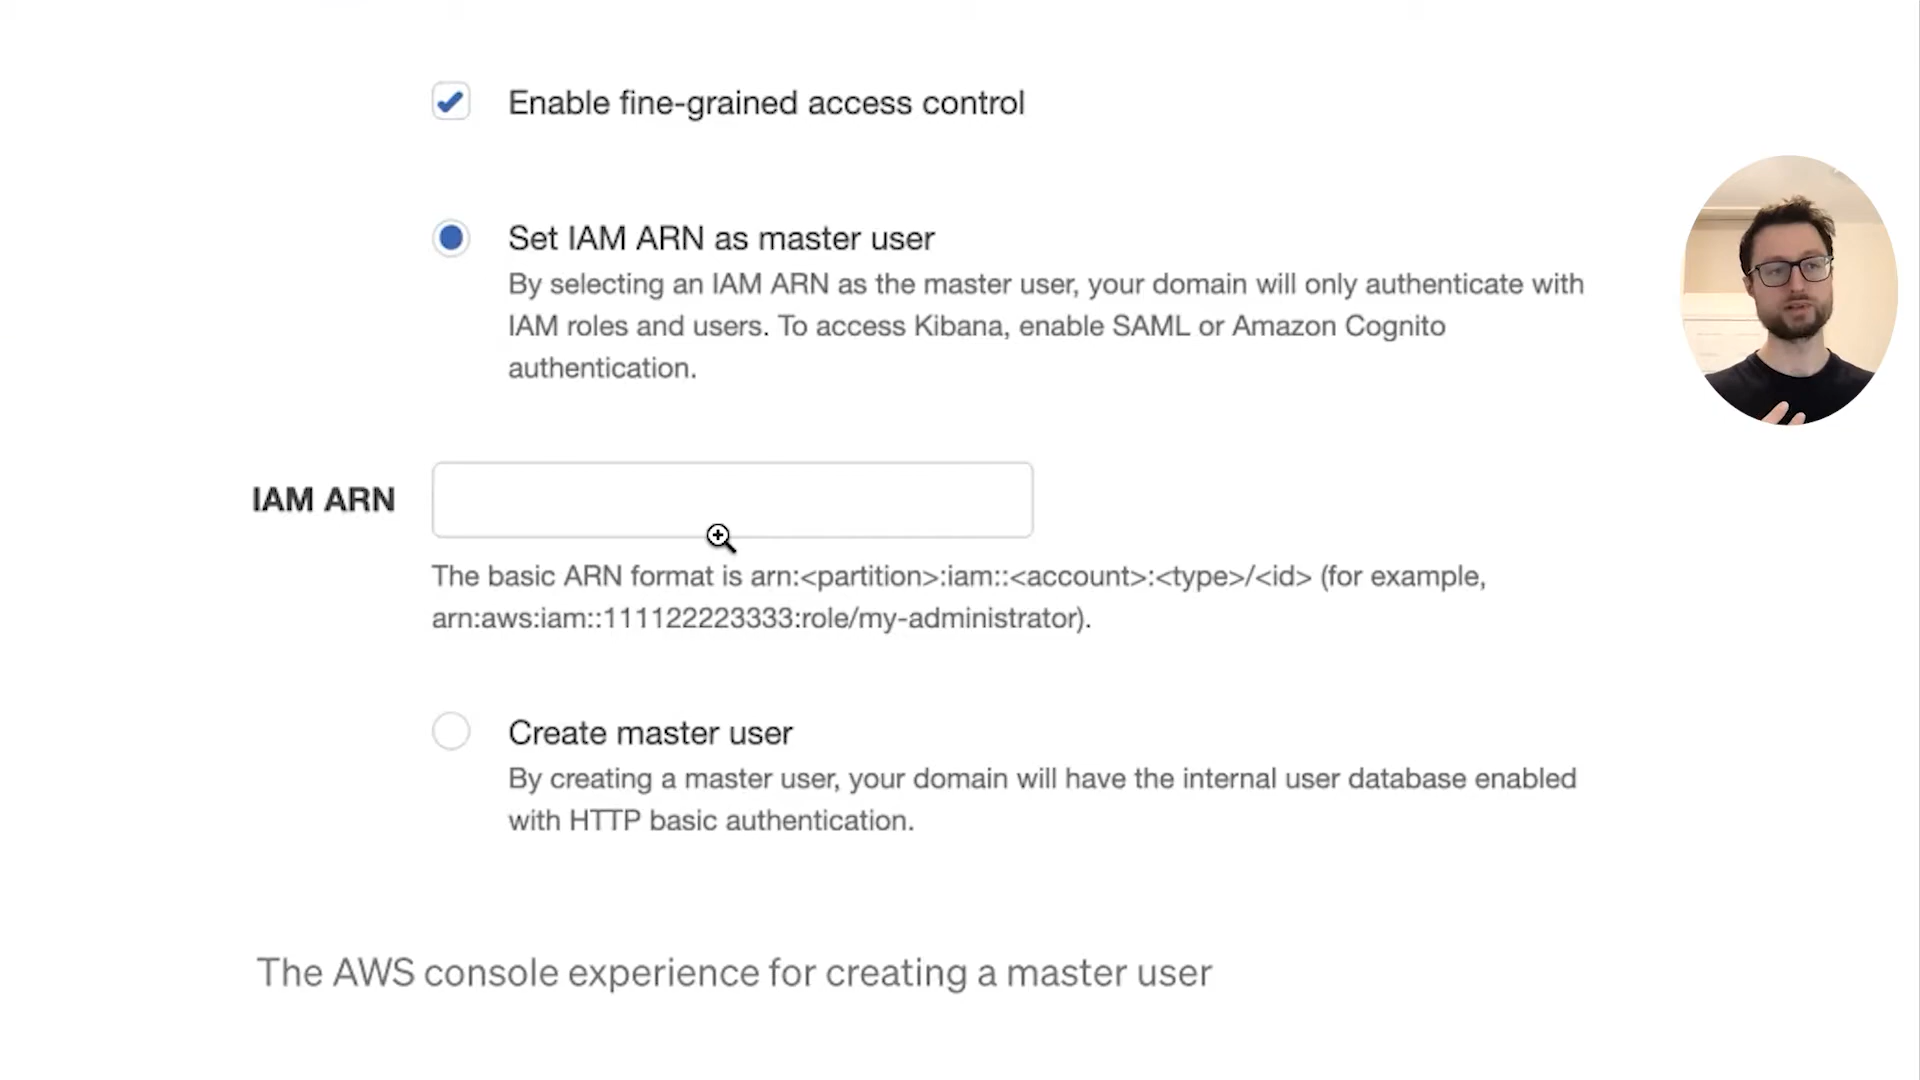 Enable fine-grained access control
Set IAM ARN as master user
By selecting an IAM ARN as the master user, your domain will only authenticate with
IAM roles and users. To access Kibana, enable SAML or Amazon Cognito
authentication.
IAM ARN
The basic ARN format is arn:<partition>:iam::<account>:<type>/<id> (for example,
arn:aws:iam::111122223333:role/my-administrator).
Create master user
By creating a master user, your domain will have the internal user database enabled
with HTTP basic authentication.
The AWS console experience for creating a master user